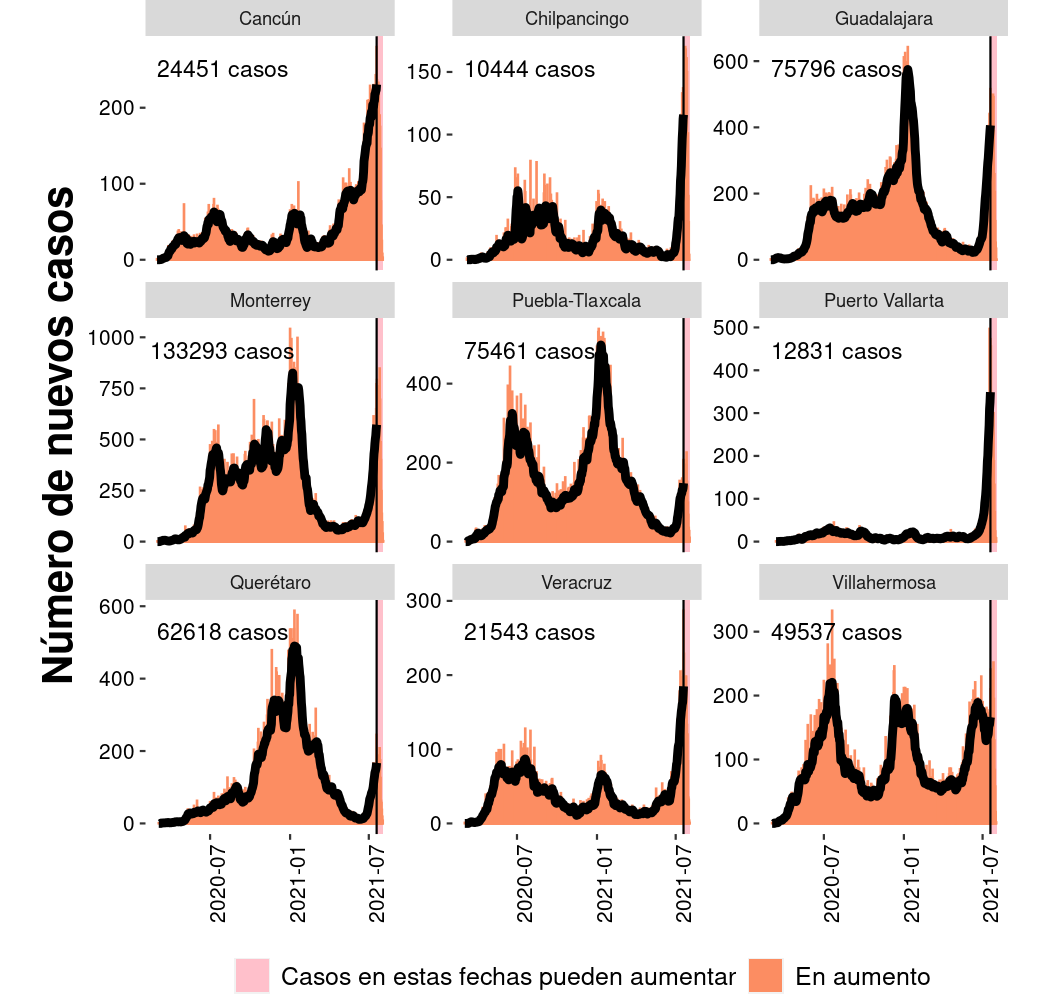 Número de nuevos casos
Cancún
24451 casos
200
100
0
Chilpancingo
10444 casos
150
100
50
0
Guadalajara
75796 casos
600
400
200
0
Monterrey
133293 casos
1000
750
500
250
0
Puebla-Tlaxcala
75461 casos
400
200
0
Puerto Vallarta
12831 casos
500
400
300
200
100
0
Querétaro
62618 casos
600
400
200
0
2020-07
2021-01
2021-07
Veracruz
21543 casos
300
200
100
0
2020-07
2021-01
2021-07
Villahermosa
49537 casos
300
200
100
0
2020-07
2021-01
2021-07
Casos en estas fechas pueden aumentar
En aumento